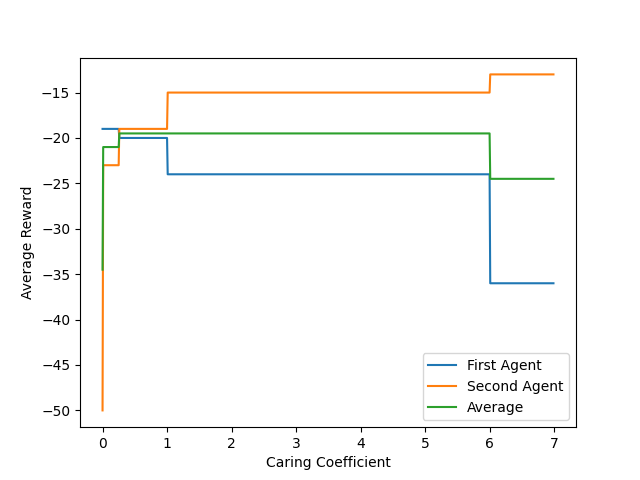 −15
−20
−25
−30
−35
−40
−45
−50
Average Reward
0 1 2 3 4 5 6 7
Caring Coefficient
First Agent
Second Agent
Average